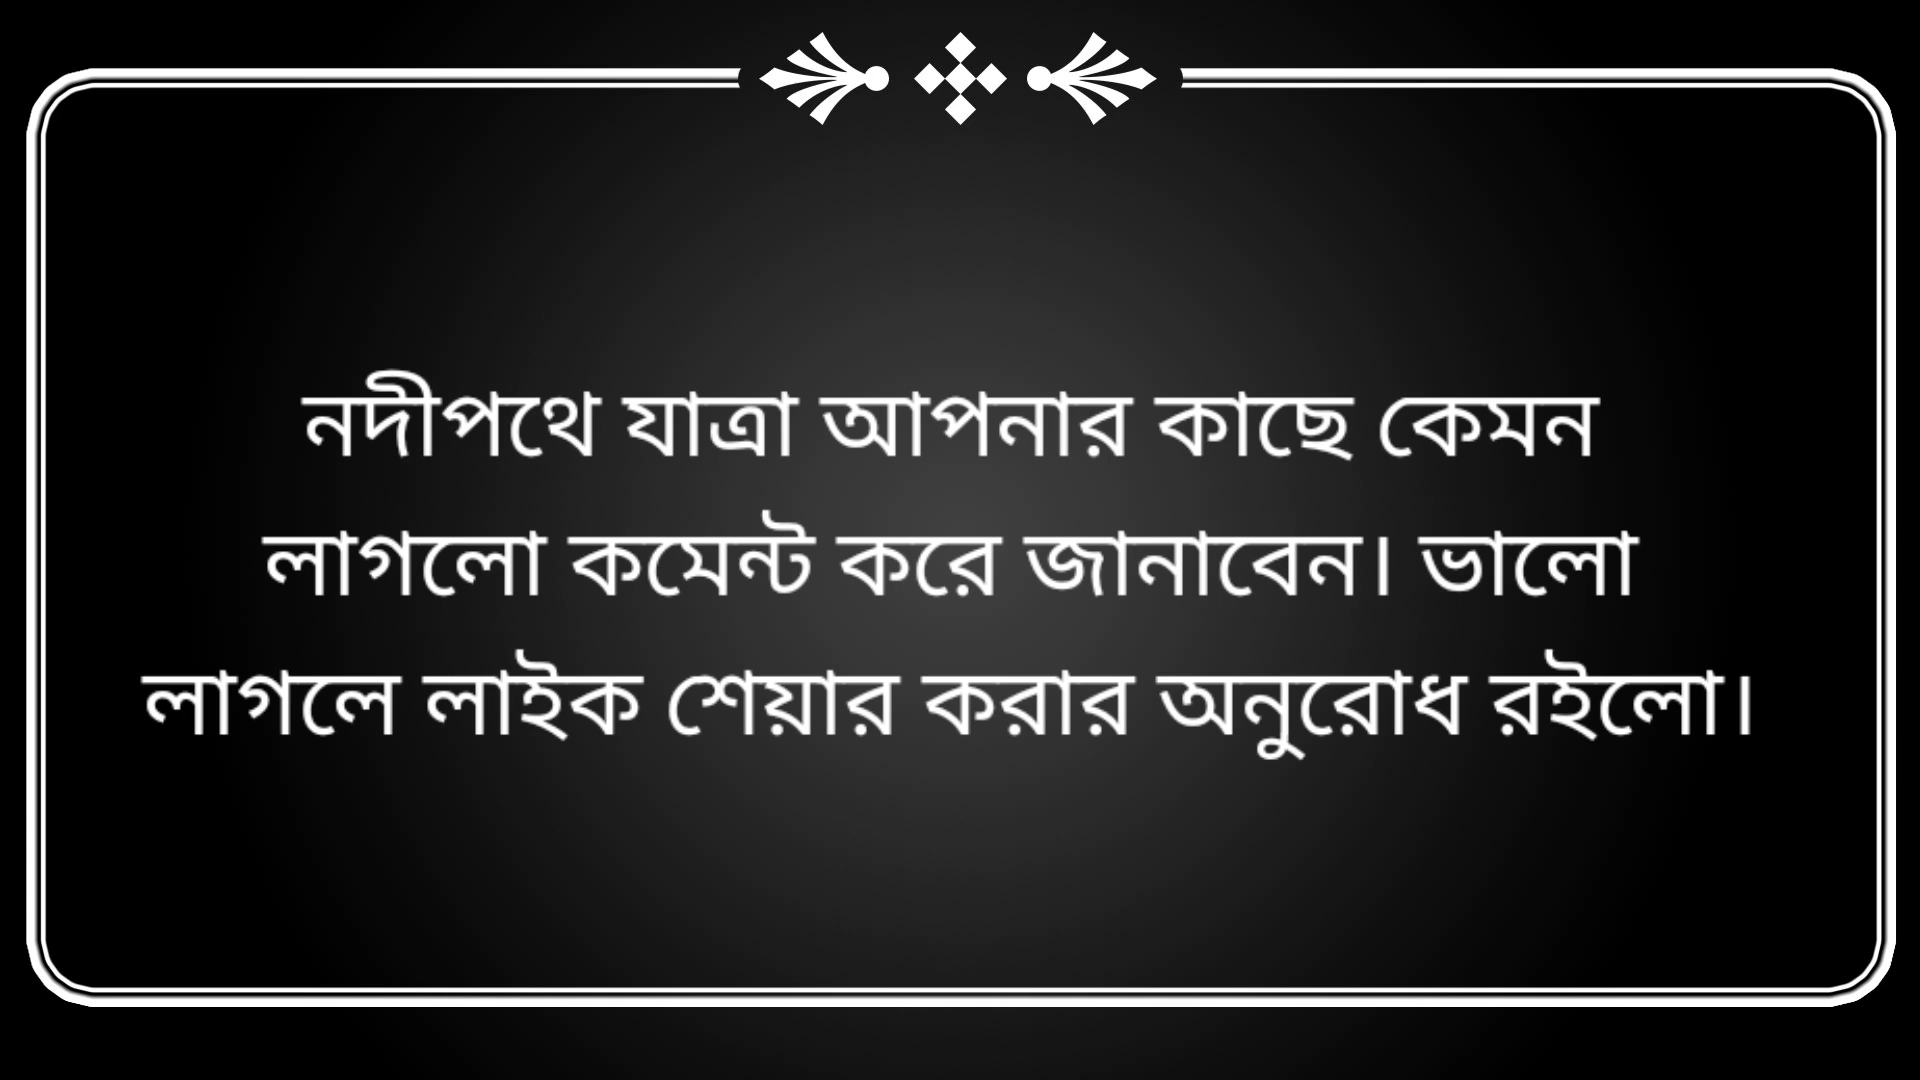 নদীপথে যাত্রা আপনার কাছে কেমন
লাগলো কমেন্ট করে জানাবেন। ভালো
লাগলে লাইক শেয়ার করার অনুরোধ রইলো।